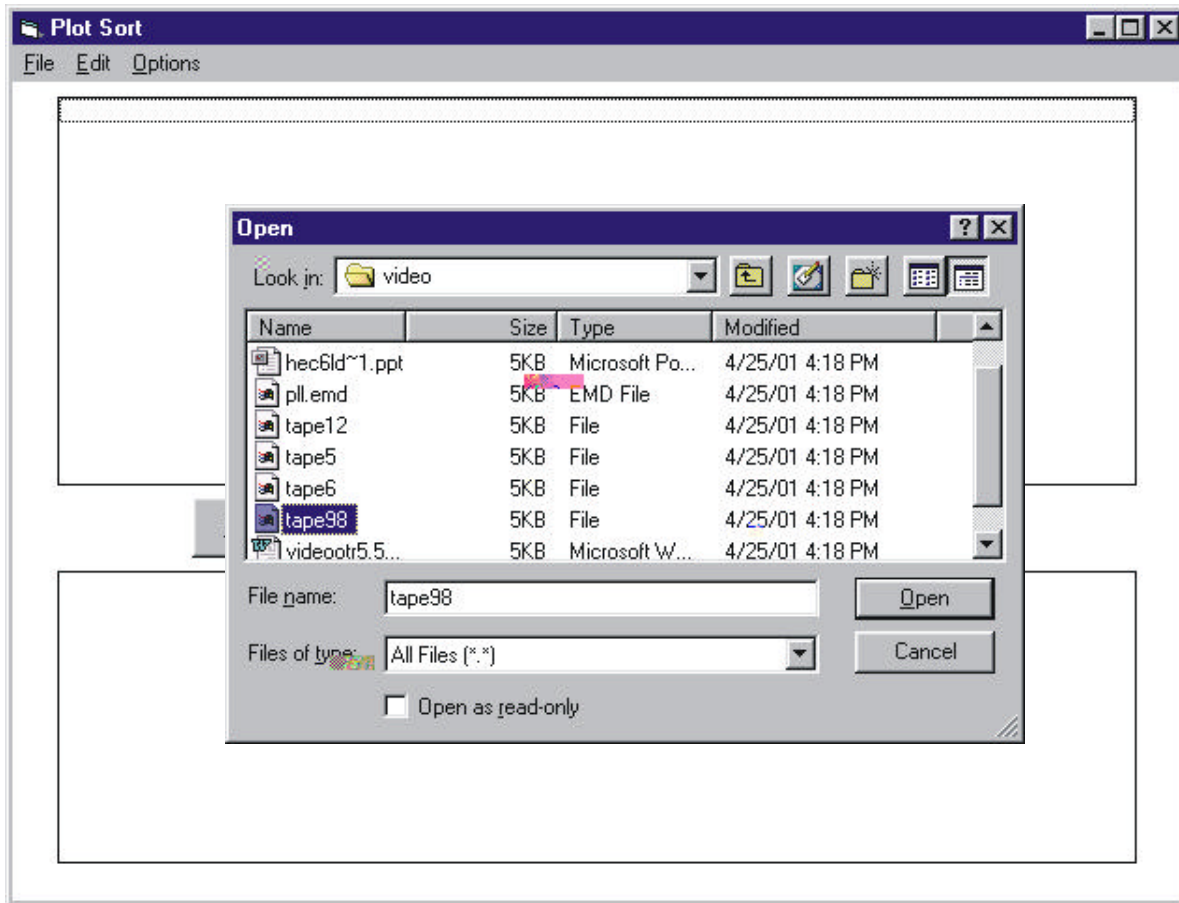 Plot Sort
File Edit Options
Open
Look in: video
Name Size Type Modified
hec6ld~1.ppt 5KB Microsoft Po... 4/25/01 4:18 PM
pll.emd 5KB EMD File 4/25/01 4:18 PM
tape12 5KB File 4/25/01 4:18 PM
tape5 5KB File 4/25/01 4:18 PM
tape6 5KB File 4/25/01 4:18 PM
tape98 5KB File 4/25/01 4:18 PM
videootr5.5... 5KB Microsoft W... 4/25/01 4:18 PM
File name: tape98 Open
Files of type: All Files (*.*) Cancel
Open as read-only